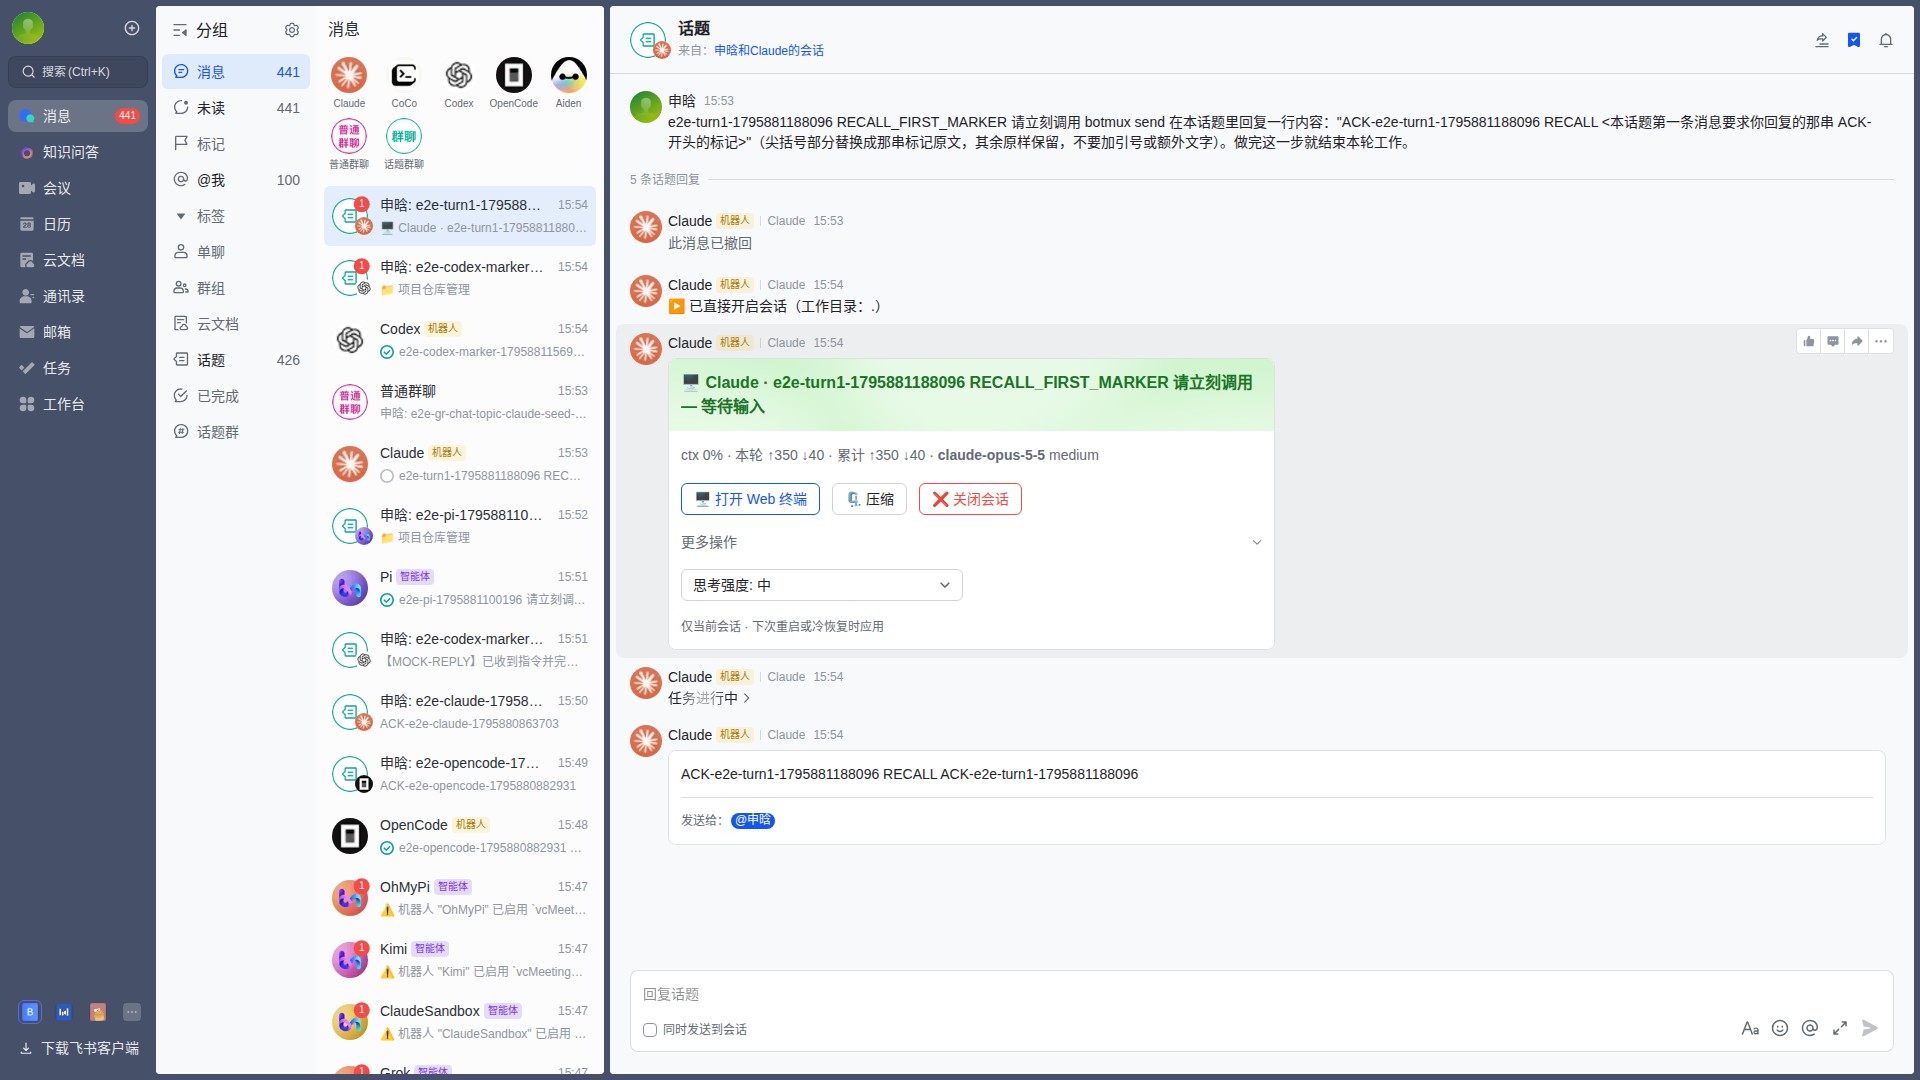 搜索 (Ctrl+K)
消息
441
知识问答
会议
日历
云文档
通讯录
邮箱
任务
工作台
下载飞书客户端
分组
消息 441
未读 441
标记
@我 100
标签
单聊
群组
云文档
话题 426
已完成
话题群
消息
Claude
CoCo
Codex
OpenCode
Aiden
普通群聊
普通群聊
群聊
话题群聊
申晗: e2e-turn1-179588... 15:54
Claude · e2e-turn1-17958811880...
申晗: e2e-codex-marker... 15:54
项目仓库管理
Codex 机器人 15:54
e2e-codex-marker-17958811569...
普通群聊 15:53
申晗: e2e-gr-chat-topic-claude-seed-...
Claude 机器人 15:53
e2e-turn1-1795881188096 REC...
申晗: e2e-pi-179588110... 15:52
项目仓库管理
Pi 智能体 15:51
e2e-pi-1795881100196 请立刻调...
申晗: e2e-codex-marker... 15:51
【MOCK-REPLY】已收到指令并完...
申晗: e2e-claude-17958... 15:50
ACK-e2e-claude-1795880863703
申晗: e2e-opencode-17... 15:49
ACK-e2e-opencode-1795880882931
OpenCode 机器人 15:48
e2e-opencode-1795880882931 ...
OhMyPi 智能体 15:47
机器人 "OhMyPi" 已启用 `vcMeet...
Kimi 智能体 15:47
机器人 "Kimi" 已启用 `vcMeeting...
ClaudeSandbox 智能体 15:47
机器人 "ClaudeSandbox" 已启用 ...
Grok 智能体 15:47
话题
来自：申晗和Claude的会话
申晗 15:53
e2e-turn1-1795881188096 RECALL_FIRST_MARKER 请立刻调用 botmux send 在本话题里回复一行内容："ACK-e2e-turn1-1795881188096 RECALL <本话题第一条消息要求你回复的那串 ACK-
开头的标记>"（尖括号部分替换成那串标记原文，其余原样保留，不要加引号或额外文字）。做完这一步就结束本轮工作。
5 条话题回复
Claude 机器人 Claude 15:53
此消息已撤回
Claude 机器人 Claude 15:54
已直接开启会话（工作目录：.）
Claude 机器人 Claude 15:54
Claude · e2e-turn1-1795881188096 RECALL_FIRST_MARKER 请立刻调用
— 等待输入
ctx 0% · 本轮 ↑350 ↓40 · 累计 ↑350 ↓40 · claude-opus-5-5 medium
打开 Web 终端
压缩
关闭会话
更多操作
思考强度: 中
仅当前会话 · 下次重启或冷恢复时应用
Claude 机器人 Claude 15:54
任务进行中
Claude 机器人 Claude 15:54
ACK-e2e-turn1-1795881188096 RECALL ACK-e2e-turn1-1795881188096
发送给：@申晗
回复话题
同时发送到会话